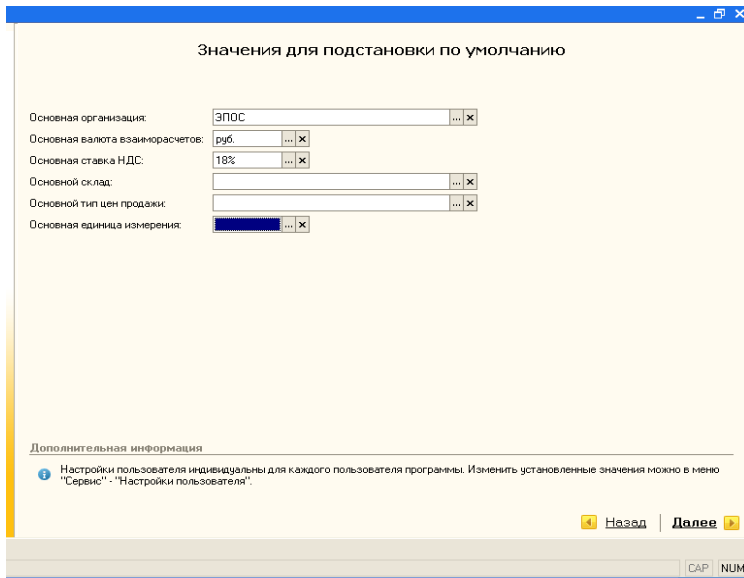 Значения для подстановки по умолчанию
Основная организация: ЭПОС ... x
Основная валюта взаиморасчетов: руб. ... x
Основная ставка НДС: 18% ... x
Основной склад: ... x
Основной тип цен продажи: ... x
Основная единица измерения: ... x
Дополнительная информация
Настройки пользователя индивидуальны для каждого пользователя программы. Изменить установленные значения можно в меню
"Сервис" - "Настройки пользователя".
Назад Далее
CAP NUM